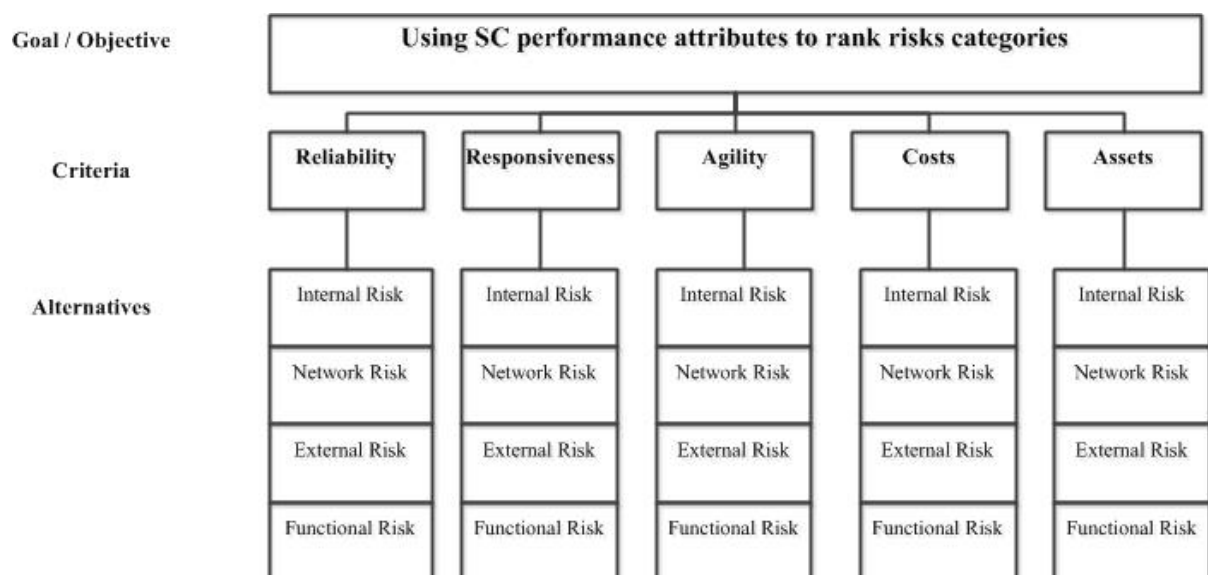 Goal / Objective
Using SC performance attributes to rank risks categories
Criteria
Reliability
Responsiveness
Agility
Costs
Assets
Alternatives
Internal Risk
Internal Risk
Internal Risk
Internal Risk
Internal Risk
Network Risk
Network Risk
Network Risk
Network Risk
Network Risk
External Risk
External Risk
External Risk
External Risk
External Risk
Functional Risk
Functional Risk
Functional Risk
Functional Risk
Functional Risk